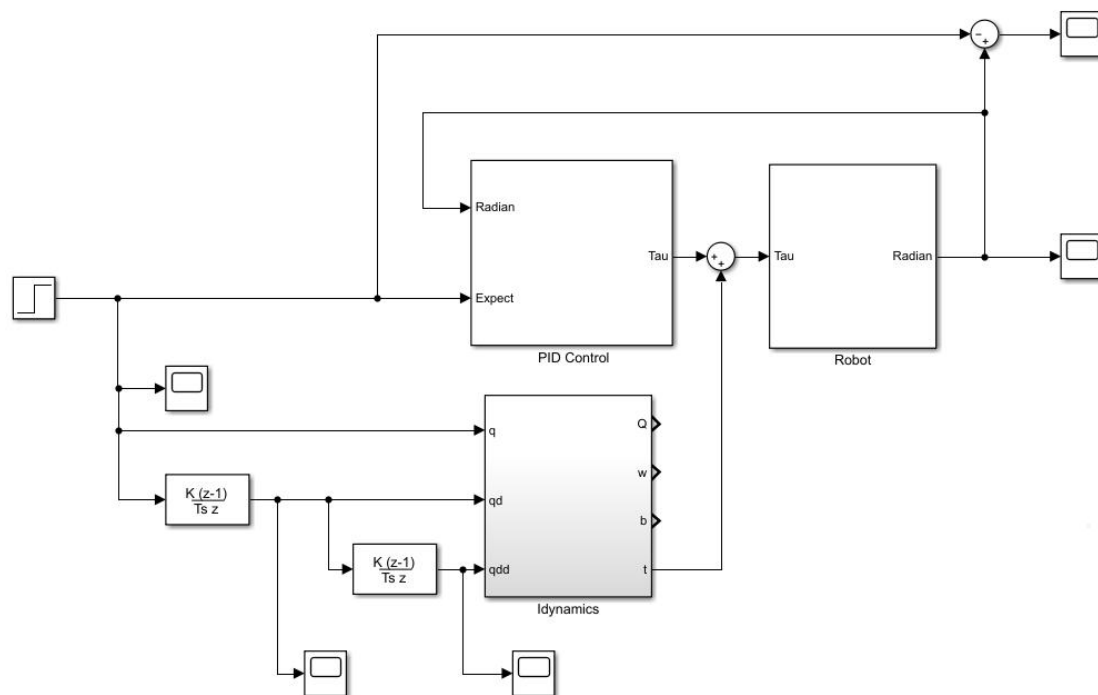 Radian
Expect
Tau
PID Control
Tau
Radian
Robot
K (z-1)
Ts z
K (z-1)
Ts z
q
qd
qdd
Q
w
b
t
Idynamics